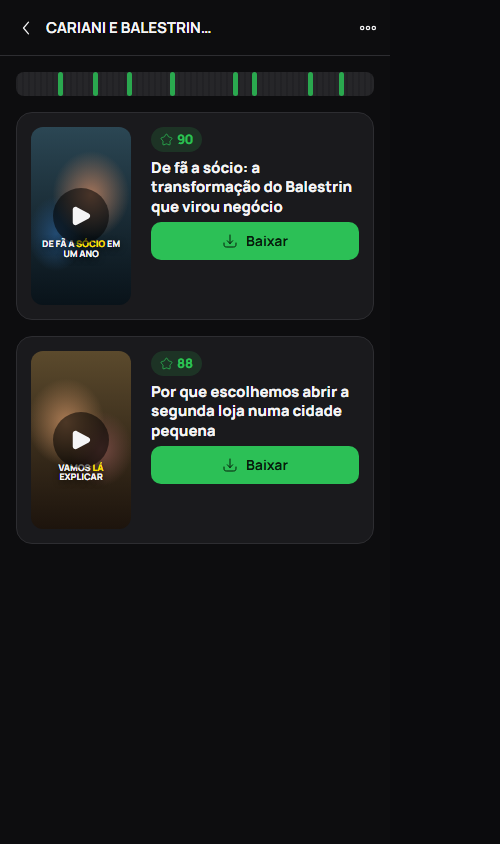 CARIANI E BALESTRIN...
90
De fã a sócio: a
transformação do Balestrin
que virou negócio
Baixar
DE FÃ A SÓCIO EM
UM ANO
88
Por que escolhemos abrir a
segunda loja numa cidade
pequena
Baixar
VAMOS LÁ
EXPLICAR